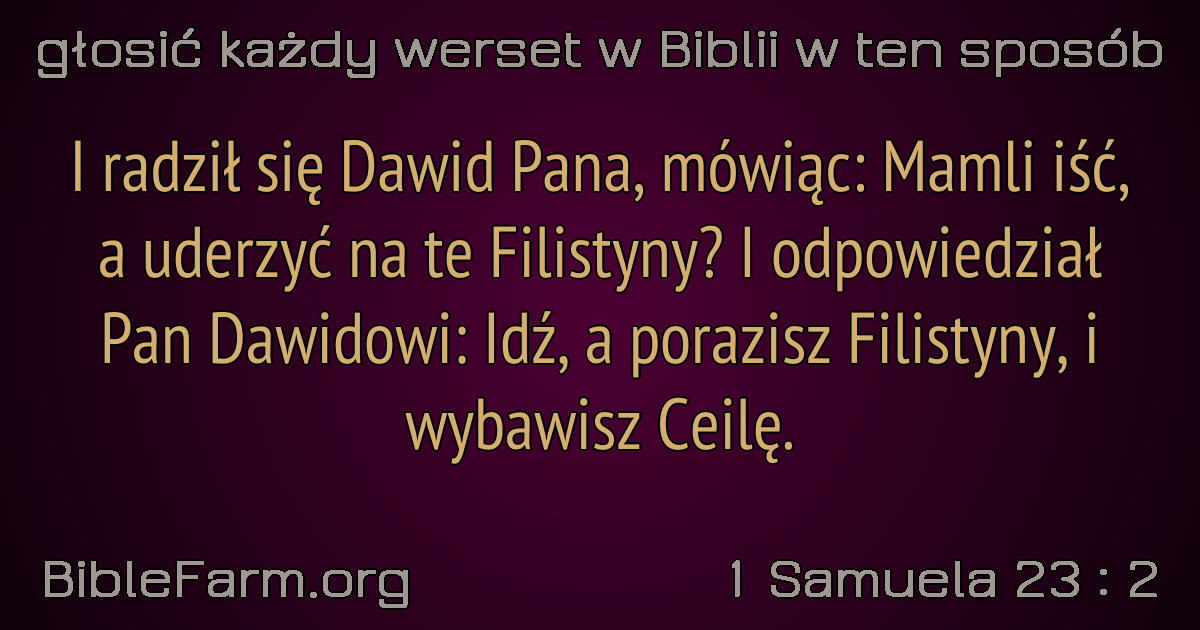 głosić każdy werset w Biblii w ten sposób
I radził się Dawid Pana, mówiąc: Mamli iść,
a uderzyć na te Filistyny? I odpowiedział
Pan Dawidowi: Idź, a porazisz Filistyny, i
wybawisz Ceilę.
BibleFarm.org
1 Samuela 23 : 2